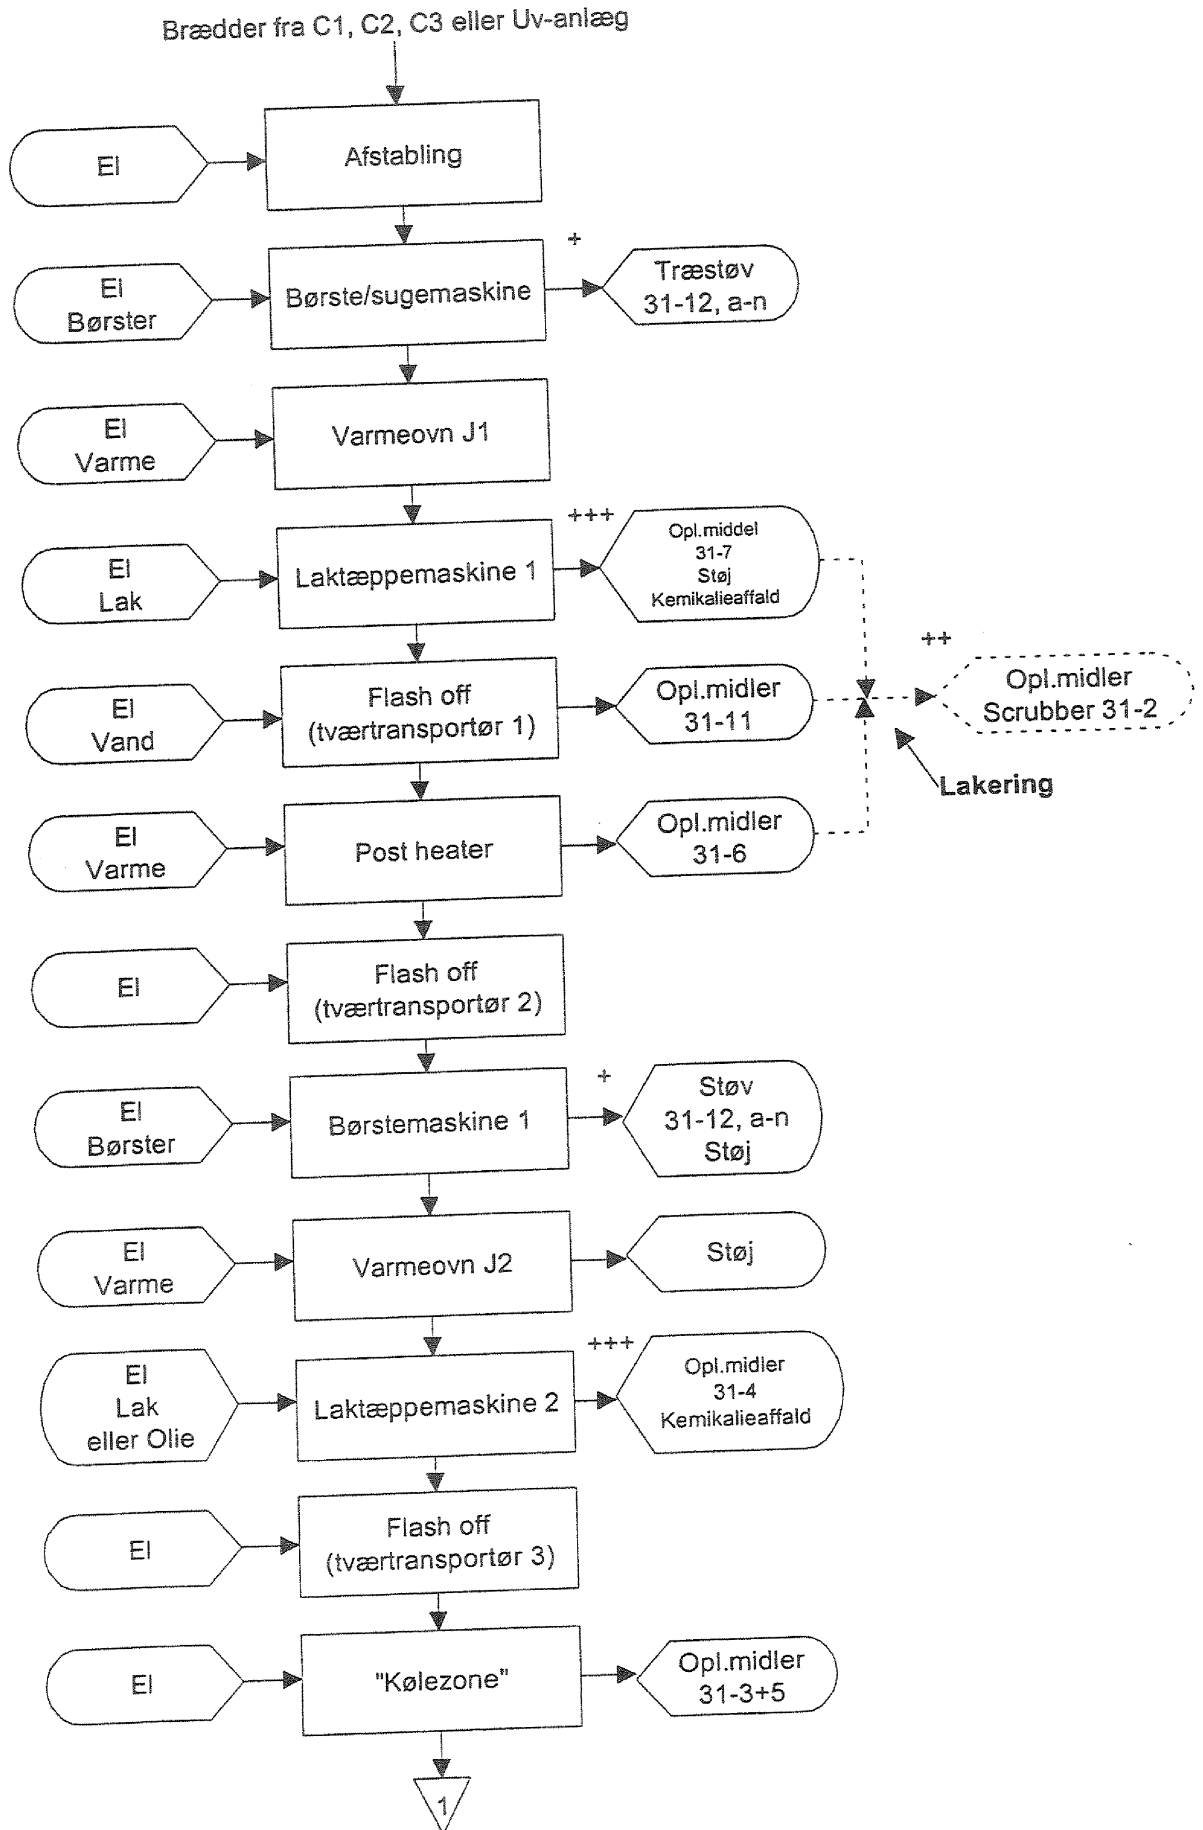 Brædder fra C1, C2, C3 eller Uv-anlæg
El
Afstabling
El
Børster
Børste/sugemaskine
+
Træstøv
31-12, a-n
El
Varme
Varmeovn J1
El
Lak
Laktæppemaskine 1
+++
Opl.middel
31-7
Støj
Kemikalieaffald
El
Vand
Flash off
(tværtransportør 1)
Opl.midler
31-11
++
Opl.midler
Scrubber 31-2
Lakering
El
Varme
Post heater
Opl.midler
31-6
El
Flash off
(tværtransportør 2)
El
Børster
Børstemaskine 1
+
Støv
31-12, a-n
Støj
El
Varme
Varmeovn J2
Støj
El
Lak
eller Olie
Laktæppemaskine 2
+++
Opl.midler
31-4
Kemikalieaffald
El
Flash off
(tværtransportør 3)
El
"Kølezone"
Opl.midler
31-3+5
1